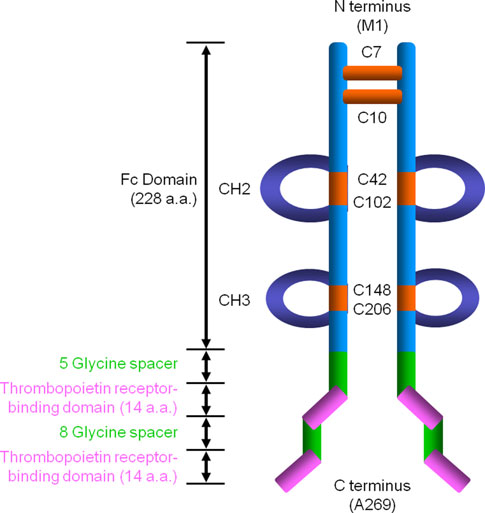 N terminus
(M1)
C7
C10
Fc Domain
(228 a.a.)
CH2
C42
C102
CH3
C148
C206
5 Glycine spacer
Thrombopoietin receptor-
binding domain (14 a.a.)
8 Glycine spacer
Thrombopoietin receptor-
binding domain (14 a.a.)
C terminus
(A269)